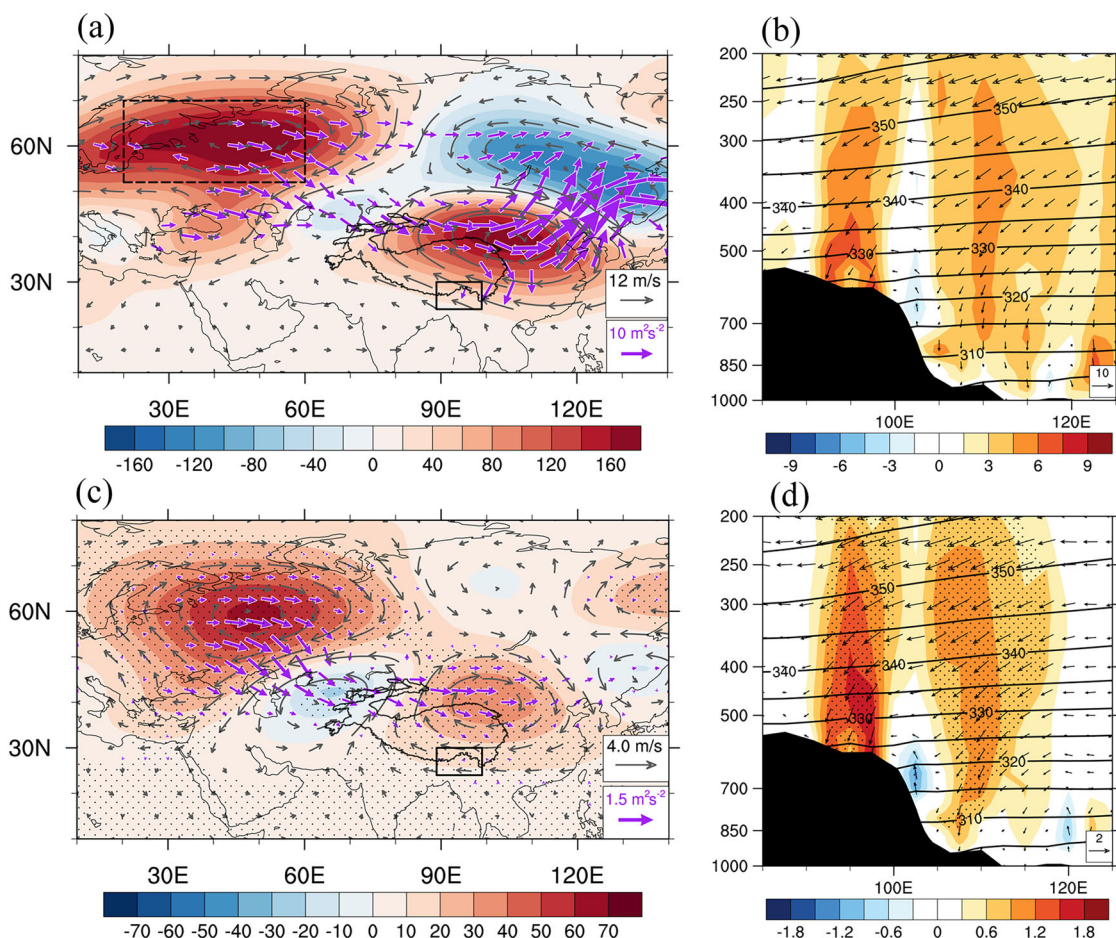 (a)
60N
30N
30E 60E 90E 120E
12 m/s
10 m²s⁻²
-160 -120 -80 -40 0 40 80 120 160
(b)
200
250
300
400
500
700
850
1000
350
340
340
340
330
330
320
310
10
100E 120E
-9 -6 -3 0 3 6 9
(c)
60N
30N
30E 60E 90E 120E
4.0 m/s
1.5 m²s⁻²
-70 -60 -50 -40 -30 -20 -10 0 10 20 30 40 50 60 70
(d)
200
250
300
400
500
700
850
1000
350
350
340
340
340
330
330
320
310
2
100E 120E
-1.8 -1.2 -0.6 0 0.6 1.2 1.8